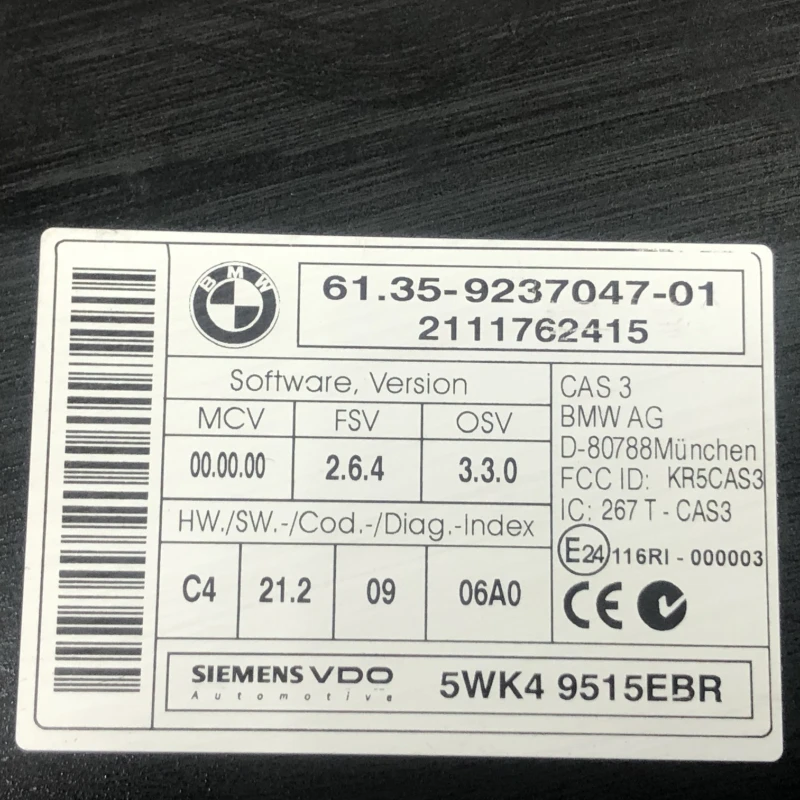 BMW
61.35-9237047-01
2111762415
Software, Version
MCV FSV OSV
00.00.00 2.6.4 3.3.0
HW./SW.-/Cod.-/Diag.-Index
C4 21.2 09 06A0
CAS 3
BMW AG
D-80788München
FCC ID: KR5CAS3
IC: 267 T - CAS3
E24 116RI - 000003
CE
SIEMENS VDO
Automotive
5WK4 9515EBR